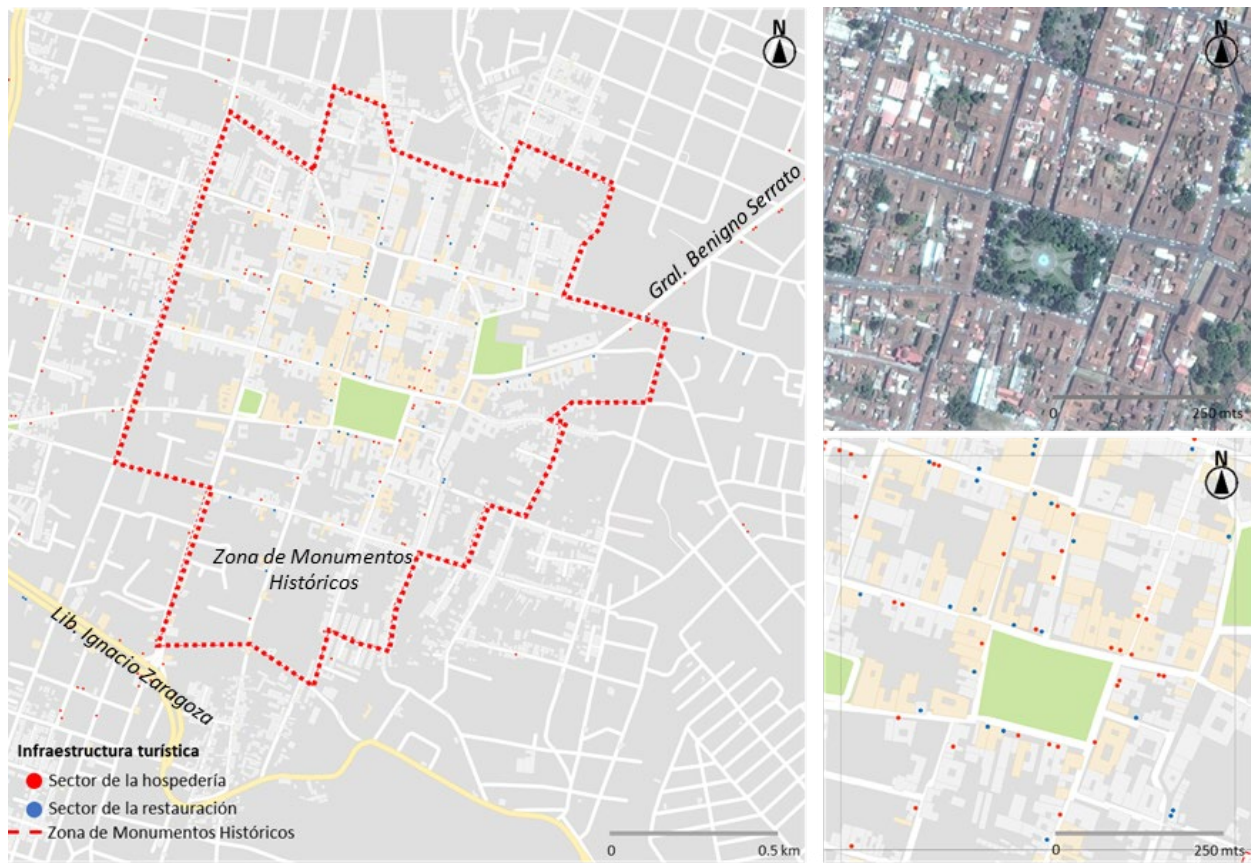 N
Gral. Benigno Serrato
Zona de Monumentos
Históricos
Lib. Ignacio Zaragoza
Infraestructura turística
Sector de la hospedería
Sector de la restauración
Zona de Monumentos Históricos
0
0.5 km
N
0
250 mts
N
0
250 mts